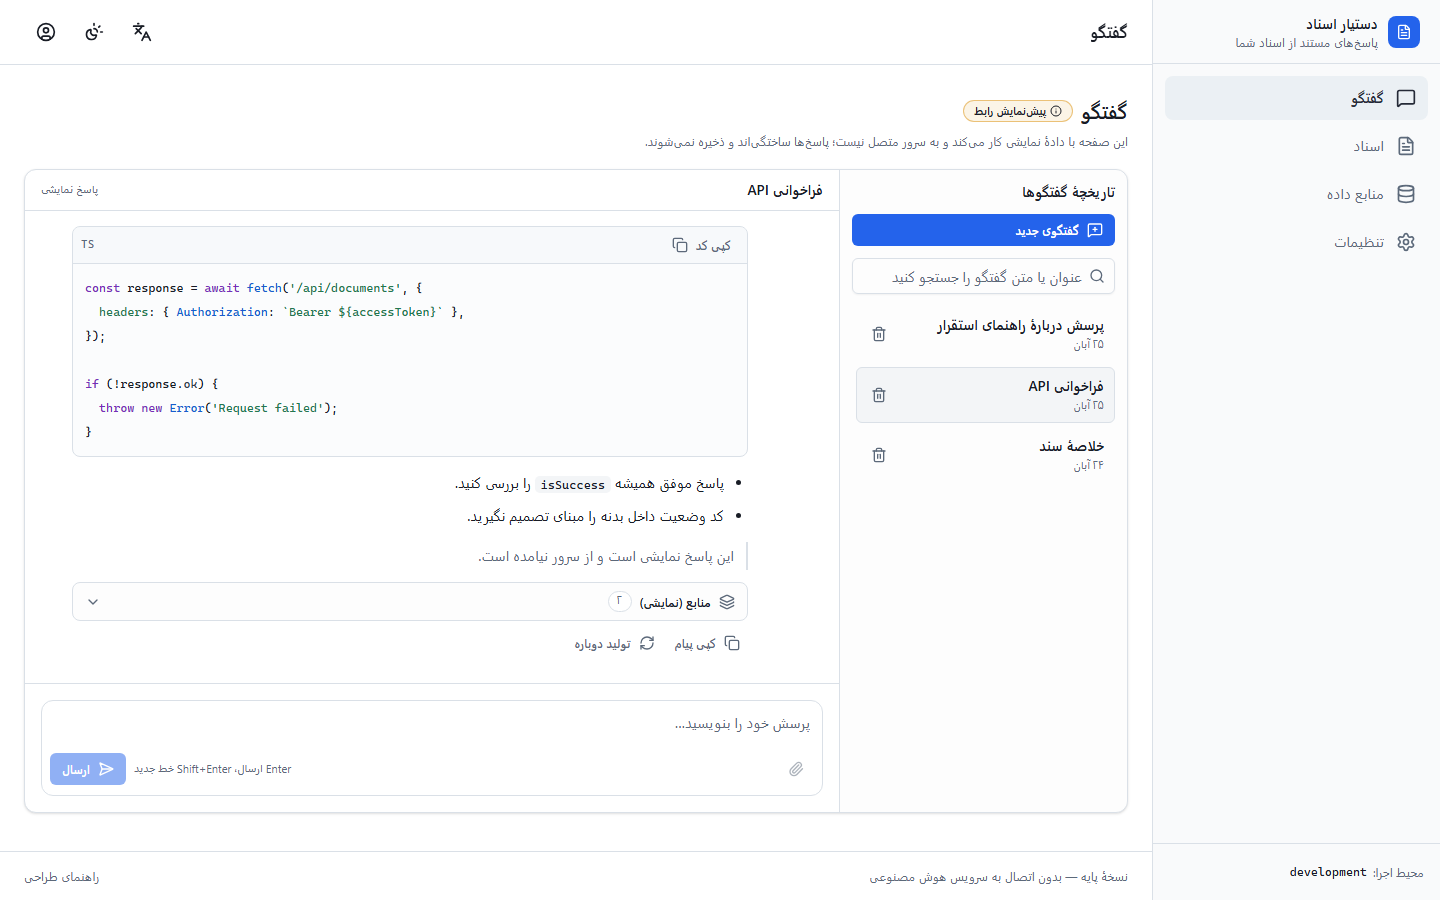 دستیار اسناد
پاسخ‌های مستند از اسناد شما
گفتگو
اسناد
منابع داده
تنظیمات
محیط اجرا: development
گفتگو
گفتگو
پیش‌نمایش رابط
این صفحه با دادهٔ نمایشی کار می‌کند و به سرور متصل نیست؛ پاسخ‌ها ساختگی‌اند و ذخیره نمی‌شوند.
تاریخچهٔ گفتگوها
گفتگوی جدید
عنوان یا متن گفتگو را جستجو کنید
پرسش دربارهٔ راهنمای استقرار
۲۵ آبان
فراخوانی API
۲۵ آبان
خلاصهٔ سند
۲۴ آبان
فراخوانی API
پاسخ نمایشی
کپی کد
TS
const response = await fetch('/api/documents', {
  headers: { Authorization: `Bearer ${accessToken}` },
});
if (!response.ok) {
  throw new Error('Request failed');
}
• پاسخ موفق همیشه isSuccess را بررسی کنید.
• کد وضعیت داخل بدنه را مبنای تصمیم نگیرید.
این پاسخ نمایشی است و از سرور نیامده است.
منابع (نمایشی) ۲
کپی پیام
تولید دوباره
پرسش خود را بنویسید...
Enter ارسال، Shift+Enter خط جدید
ارسال
نسخهٔ پایه — بدون اتصال به سرویس هوش مصنوعی
راهنمای طراحی